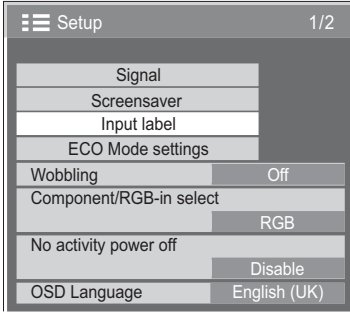 Setup 1/2
Signal
Screensaver
Input label
ECO Mode settings
Wobbling Off
Component/RGB-in select
RGB
No activity power off
Disable
OSD Language English (UK)